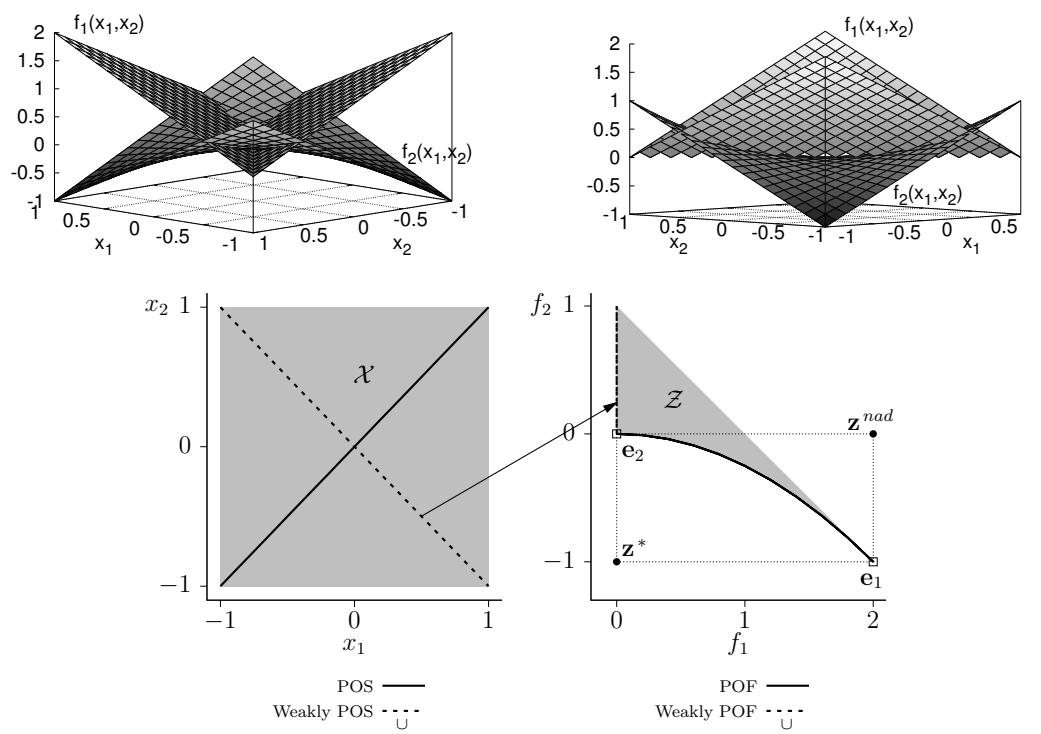 f1(x1,x2)
2
1.5
1
0.5
0
-0.5
-1
f2(x1,x2)
1
0.5
0
-0.5
-1
x1
1
0.5
0
-0.5
-1
x2
f1(x1,x2)
2
1.5
1
0.5
0
-0.5
-1
f2(x1,x2)
1
0.5
0
-0.5
-1
x2
-1
-0.5
0
0.5
x1
x2
1
0
−1
𝒳
−1
0
1
x1
POS
Weakly POS
∪
f2
1
0
−1
𝒵
z^nad
e2
z*
e1
0
1
2
f1
POF
Weakly POF
∪